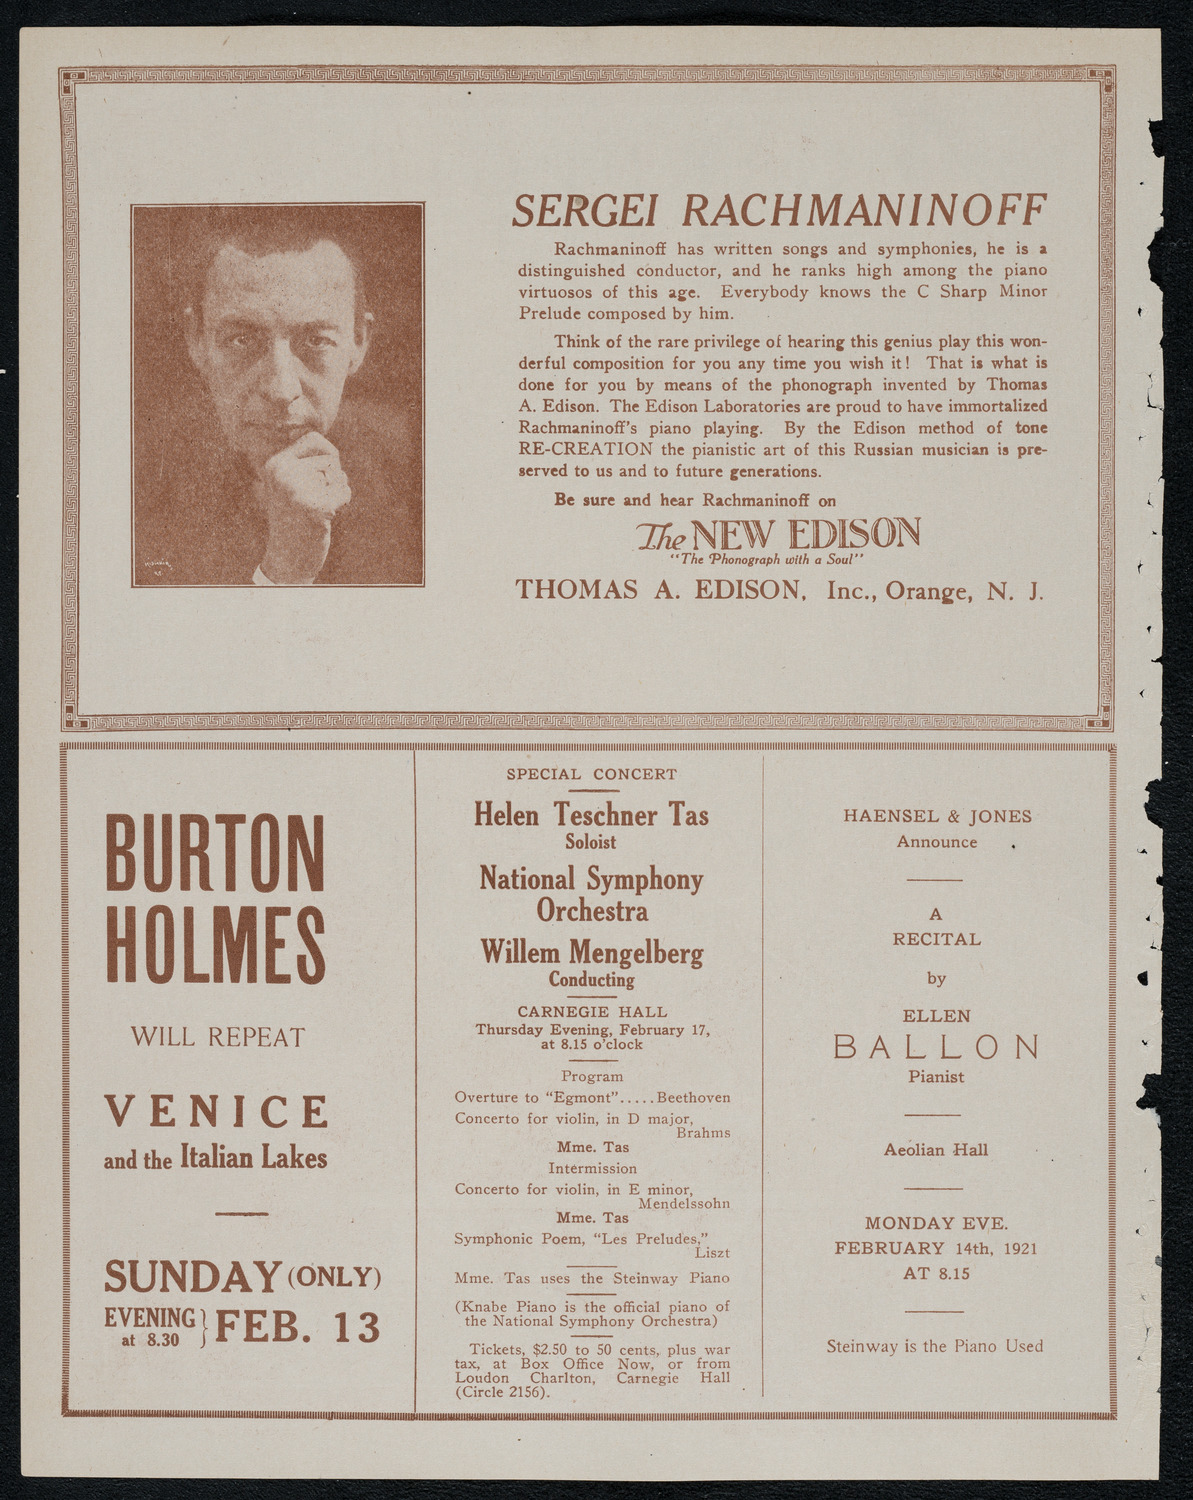 SERGEI RACHMANINOFF
Rachmaninoff has written songs and symphonies, he is a
distinguished conductor, and he ranks high among the piano
virtuosos of this age. Everybody knows the C Sharp Minor
Prelude composed by him.
Think of the rare privilege of hearing this genius play this won-
derful composition for you any time you wish it! That is what is
done for you by means of the phonograph invented by Thomas
A. Edison. The Edison Laboratories are proud to have immortalized
Rachmaninoff's piano playing. By the Edison method of tone
RE-CREATION the pianistic art of this Russian musician is pre-
served to us and to future generations.
Be sure and hear Rachmaninoff on
The NEW EDISON
"The Phonograph with a Soul"
THOMAS A. EDISON, Inc., Orange, N. J.
BURTON
HOLMES
WILL REPEAT
VENICE
and the Italian Lakes
SUNDAY (ONLY)
EVENING } FEB. 13
at 8.30
SPECIAL CONCERT
Helen Teschner Tas
Soloist
National Symphony
Orchestra
Willem Mengelberg
Conducting
CARNEGIE HALL
Thursday Evening, February 17,
at 8.15 o'clock
Program
Overture to "Egmont".....Beethoven
Concerto for violin, in D major,
Brahms
Mme. Tas
Intermission
Concerto for violin, in E minor,
Mendelssohn
Mme. Tas
Symphonic Poem, "Les Preludes,"
Liszt
Mme. Tas uses the Steinway Piano
(Knabe Piano is the official piano of
the National Symphony Orchestra)
Tickets, $2.50 to 50 cents, plus war
tax, at Box Office Now, or from
Loudon Charlton, Carnegie Hall
(Circle 2156).
HAENSEL & JONES
Announce
A
RECITAL
by
ELLEN
BALLON
Pianist
Aeolian Hall
MONDAY EVE.
FEBRUARY 14th, 1921
AT 8.15
Steinway is the Piano Used